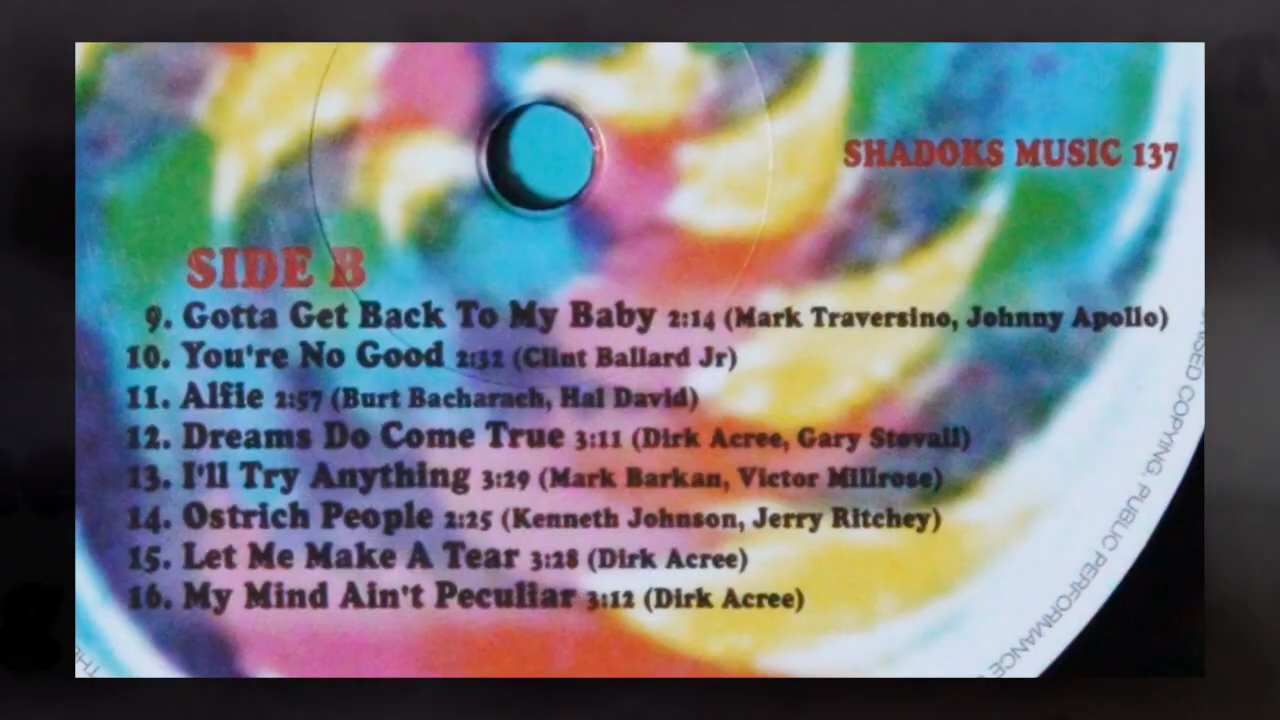 SHADOKS MUSIC 137
SIDE B
9. Gotta Get Back To My Baby 2:14 (Mark Traversino, Johnny Apollo)
10. You're No Good 2:32 (Clint Ballard Jr)
11. Alfie 2:57 (Burt Bacharach, Hal David)
12. Dreams Do Come True 3:11 (Dirk Acree, Gary Stovall)
13. I'll Try Anything 3:29 (Mark Barkan, Victor Millrose)
14. Ostrich People 2:25 (Kenneth Johnson, Jerry Ritchey)
15. Let Me Make A Tear 3:28 (Dirk Acree)
16. My Mind Ain't Peculiar 3:12 (Dirk Acree)
COPYING, PUBLIC PERFORMANCE
THE